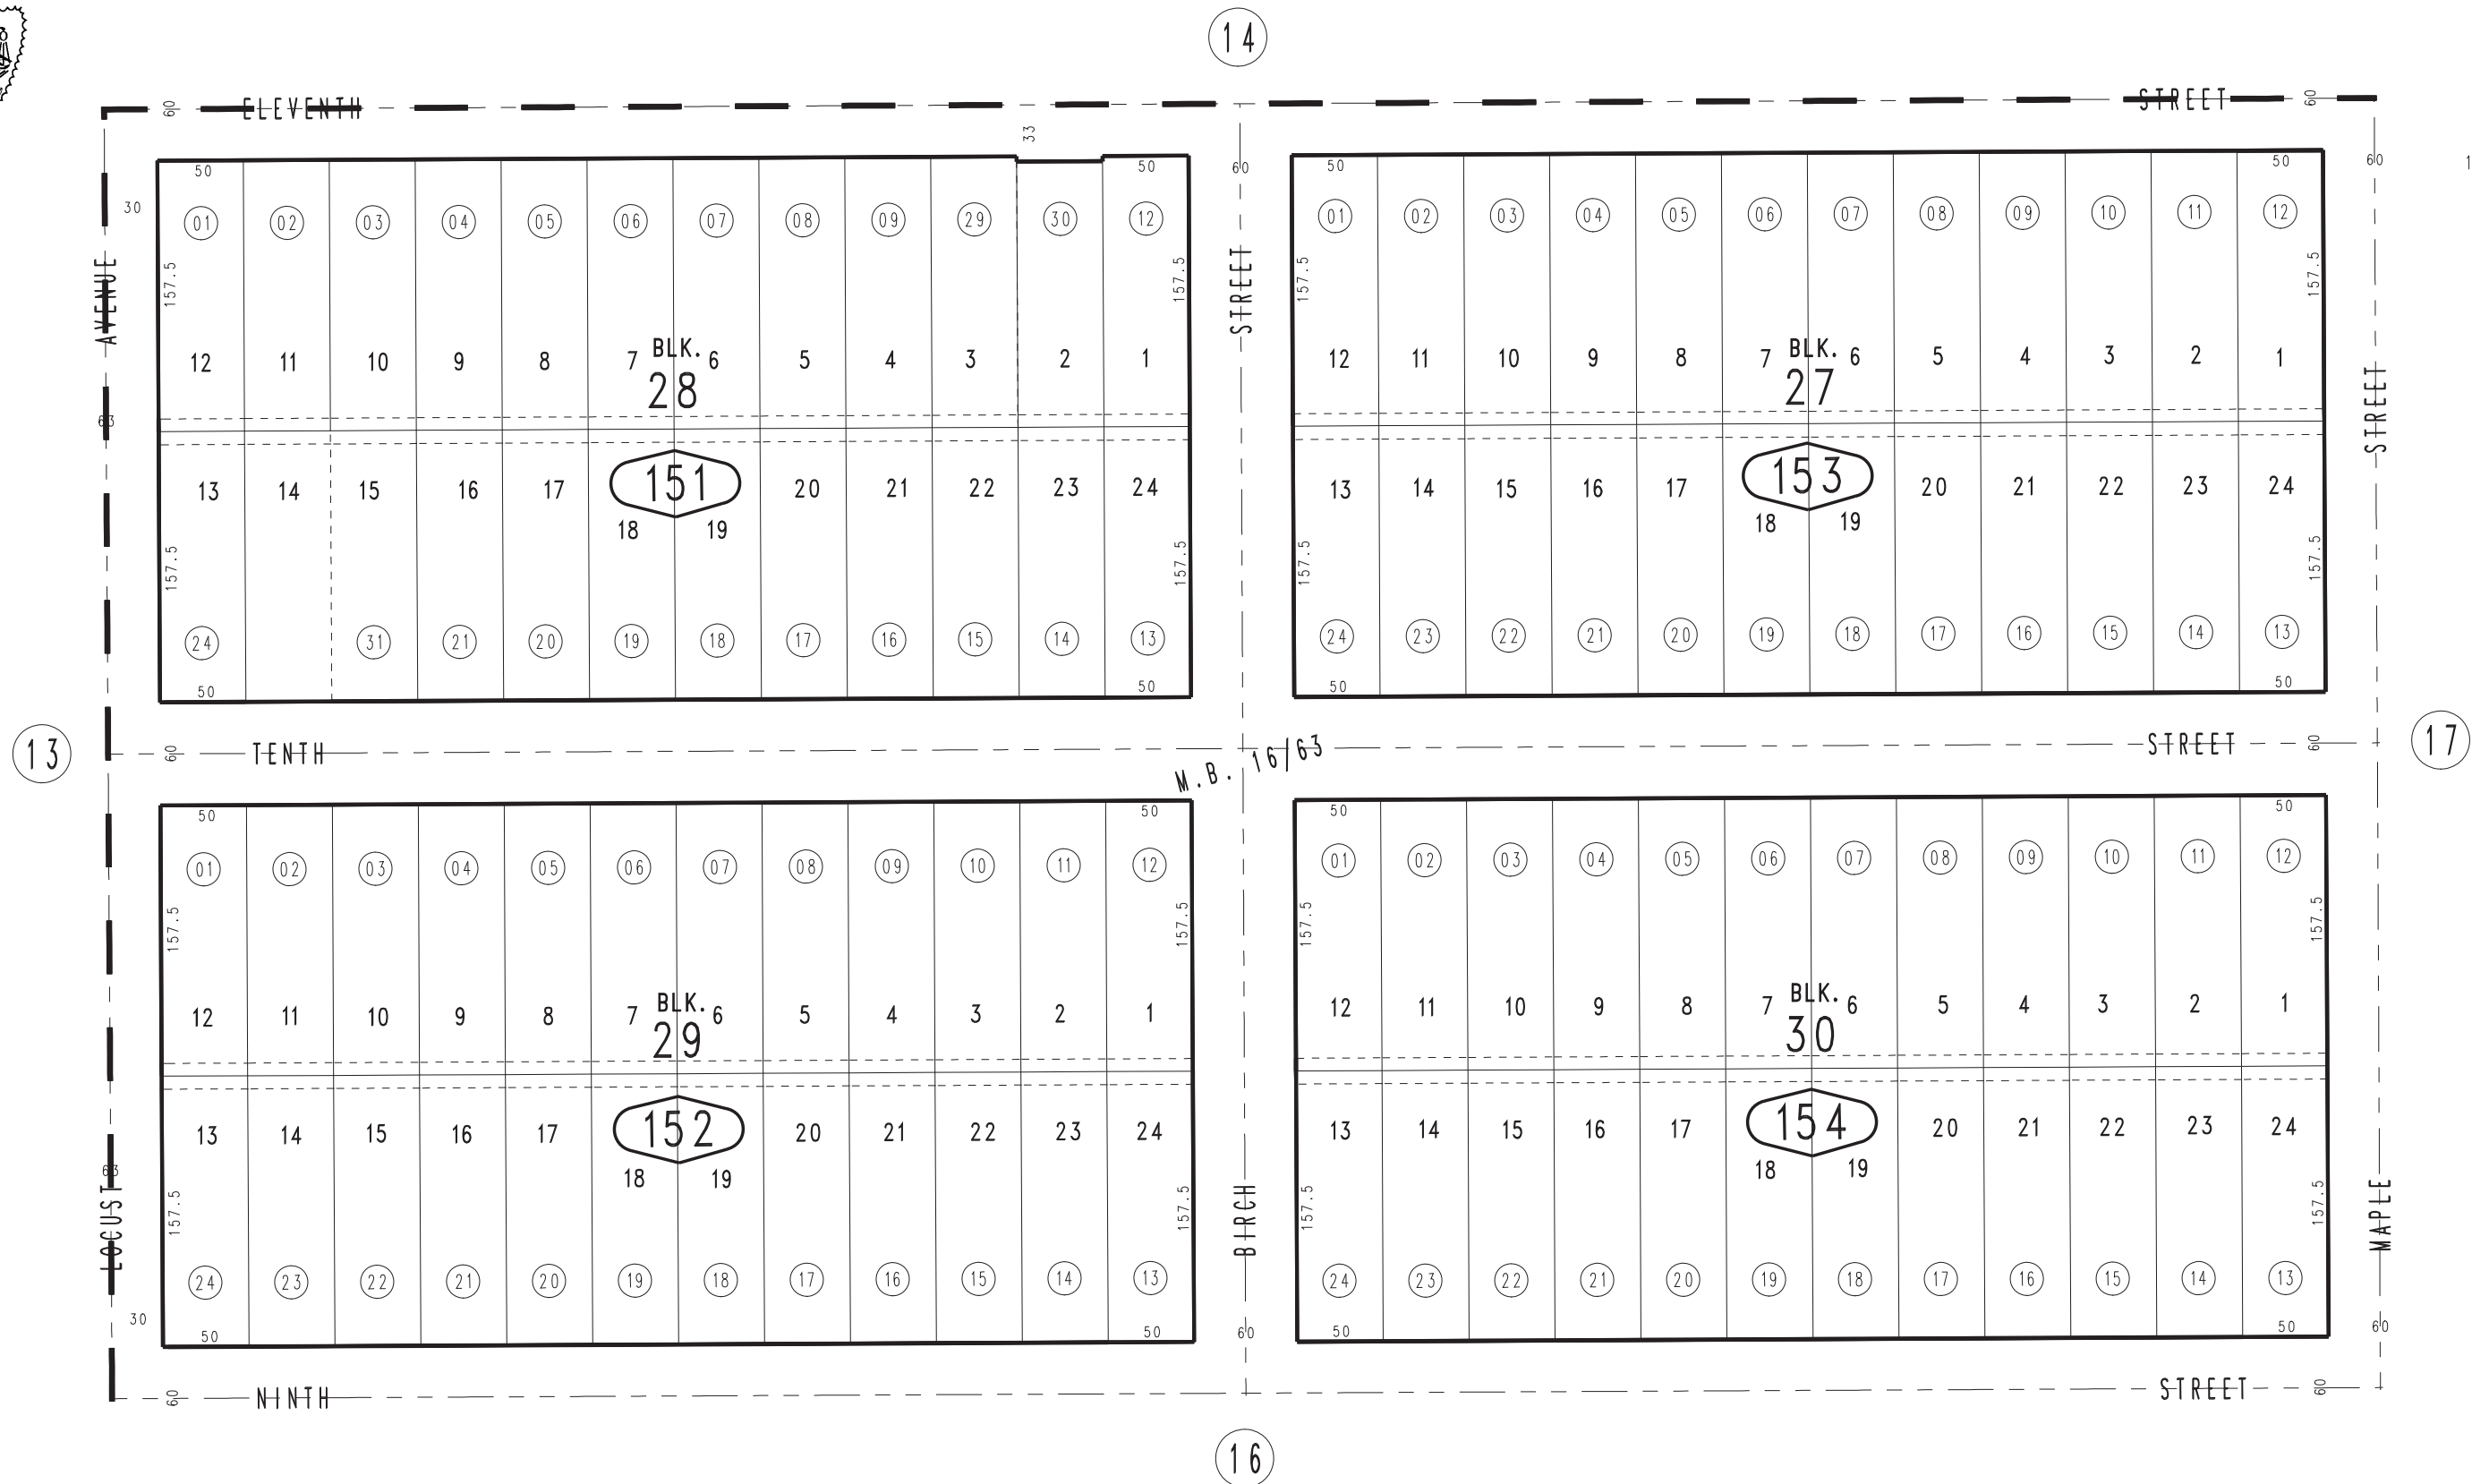 14
60 ELEVENTH STREET 60
33
50 50 60 50 50 60 1
30
01 02 03 04 05 06 07 08 09 29 30 12
01 02 03 04 05 06 07 08 09 10 11 12
AVENUE 157.5 157.5 STREET 157.5 157.5
BLK. BLK.
12 11 10 9 8 7 6 5 4 3 2 1
12 11 10 9 8 7 6 5 4 3 2 1
28 27
63 STREET
151 153
13 14 15 16 17 20 21 22 23 24
13 14 15 16 17 20 21 22 23 24
18 19 18 19
157.5 157.5 157.5 157.5
24 31 21 20 19 18 17 16 15 14 13
24 23 22 21 20 19 18 17 16 15 14 13
50 50 50 50
13 60 TENTH STREET 60 17
M.B. 16/63
50 50 50 50
01 02 03 04 05 06 07 08 09 10 11 12
01 02 03 04 05 06 07 08 09 10 11 12
157.5 157.5 157.5 157.5
BLK. BLK.
12 11 10 9 8 7 6 5 4 3 2 1
12 11 10 9 8 7 6 5 4 3 2 1
29 30
152 154
13 14 15 16 17 20 21 22 23 24
13 14 15 16 17 20 21 22 23 24
63 18 19 18 19
LOCUST 157.5 157.5 BIRCH 157.5 157.5 MAPLE
24 23 22 21 20 19 18 17 16 15 14 13
24 23 22 21 20 19 18 17 16 15 14 13
30
50 50 60 50 50 60
60 NINTH STREET 60
16